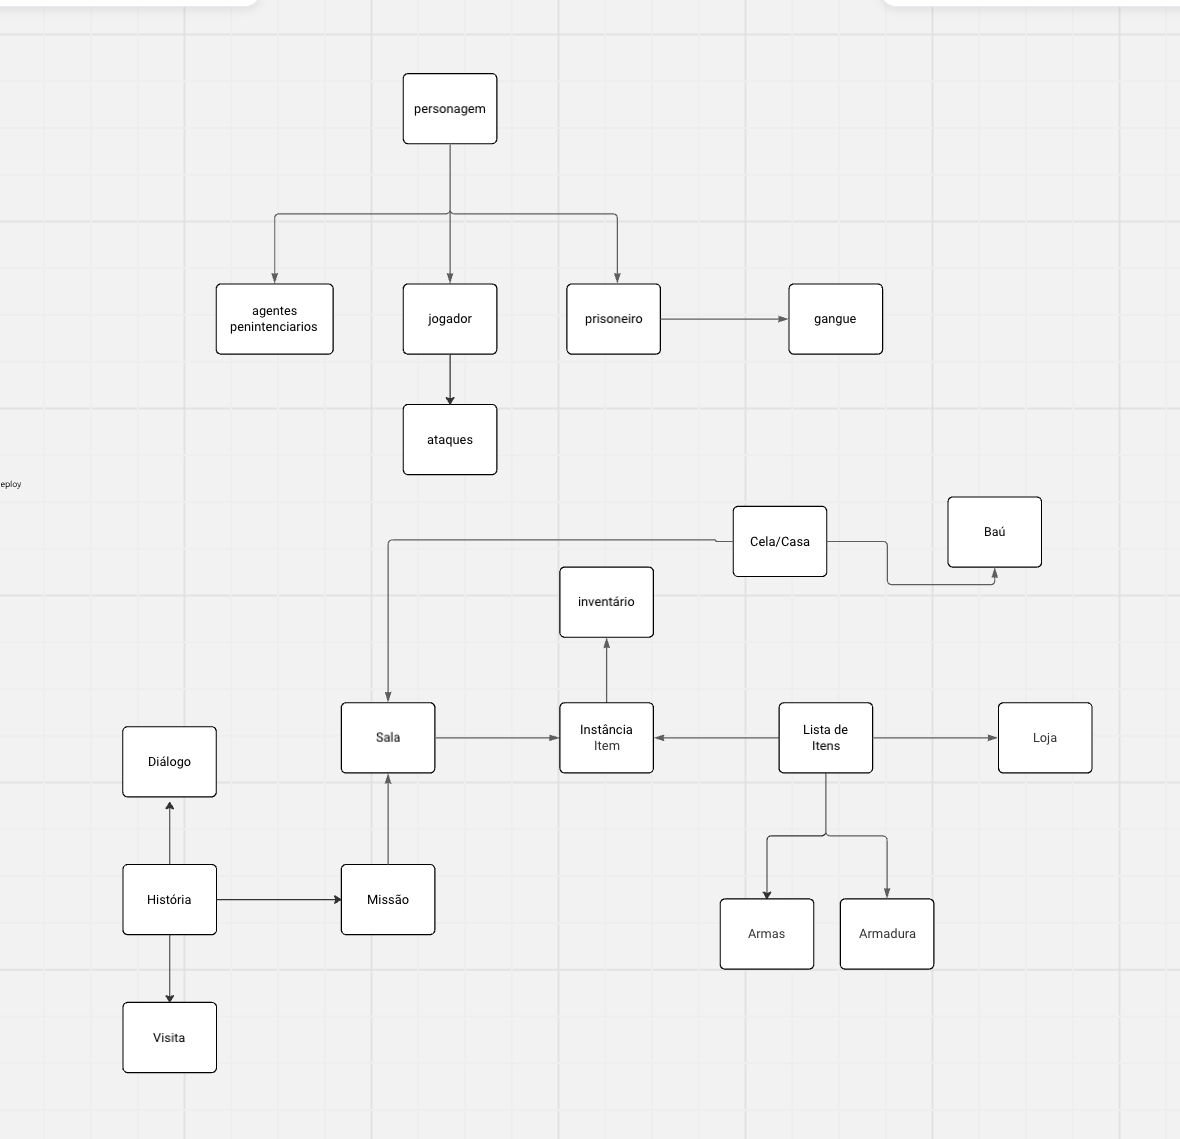 personagem
agentes
penintenciarios
jogador
prisoneiro
gangue
ataques
eploy
Cela/Casa
Baú
inventário
Sala
Instância
Item
Lista de
Itens
Loja
Diálogo
História
Missão
Armas
Armadura
Visita